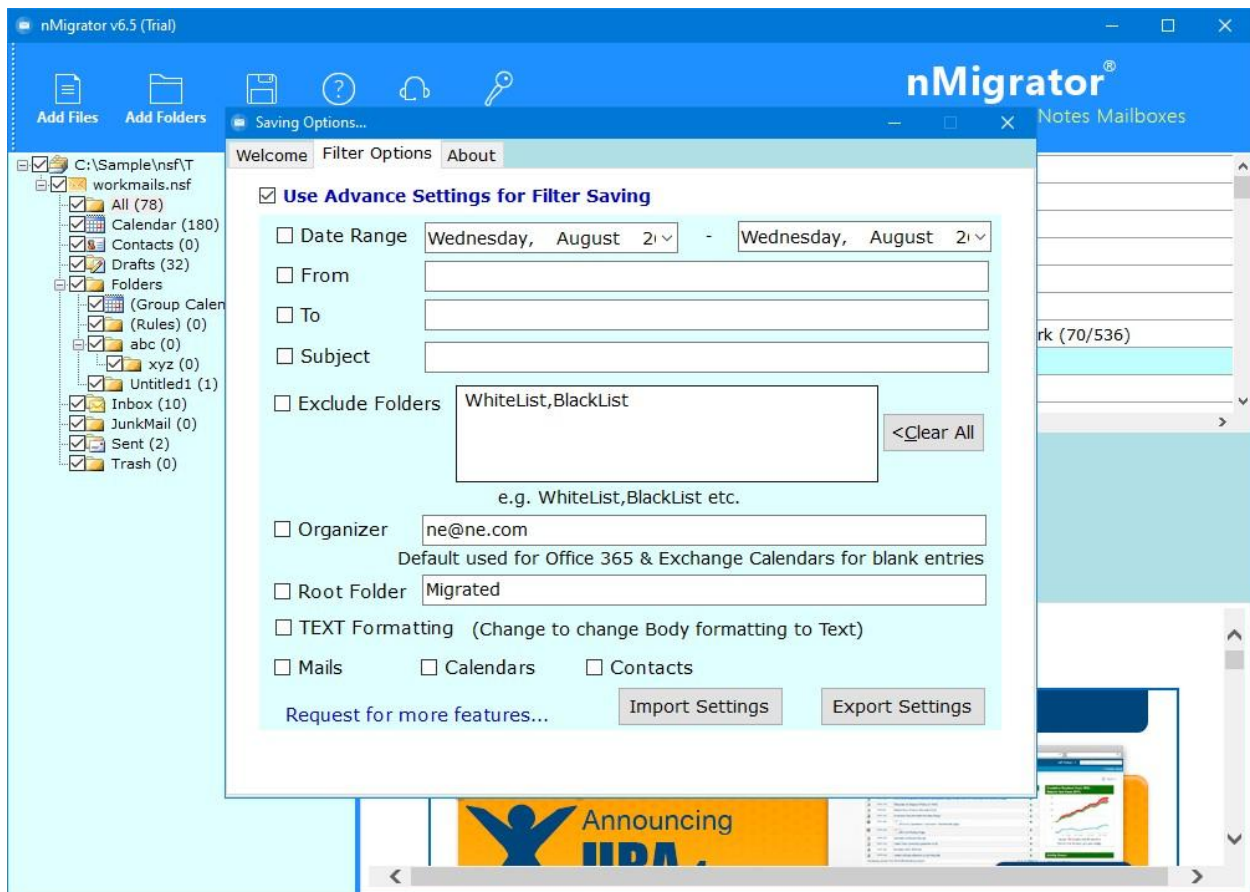 nMigrator v6.5 (Trial)
nMigrator®
Add Files Add Folders
Notes Mailboxes
Saving Options...
Welcome Filter Options About
C:\Sample\nsf\T
workmails.nsf
All (78)
Calendar (180)
Contacts (0)
Drafts (32)
Folders
(Group Calen
(Rules) (0)
abc (0)
xyz (0)
Untitled1 (1)
Inbox (10)
JunkMail (0)
Sent (2)
Trash (0)
Use Advance Settings for Filter Saving
Date Range Wednesday, August 2 - Wednesday, August 2
From
To
Subject
Exclude Folders WhiteList,BlackList
<Clear All
e.g. WhiteList,BlackList etc.
Organizer ne@ne.com
Default used for Office 365 & Exchange Calendars for blank entries
Root Folder Migrated
TEXT Formatting (Change to change Body formatting to Text)
Mails Calendars Contacts
Request for more features... Import Settings Export Settings
rk (70/536)
Announcing